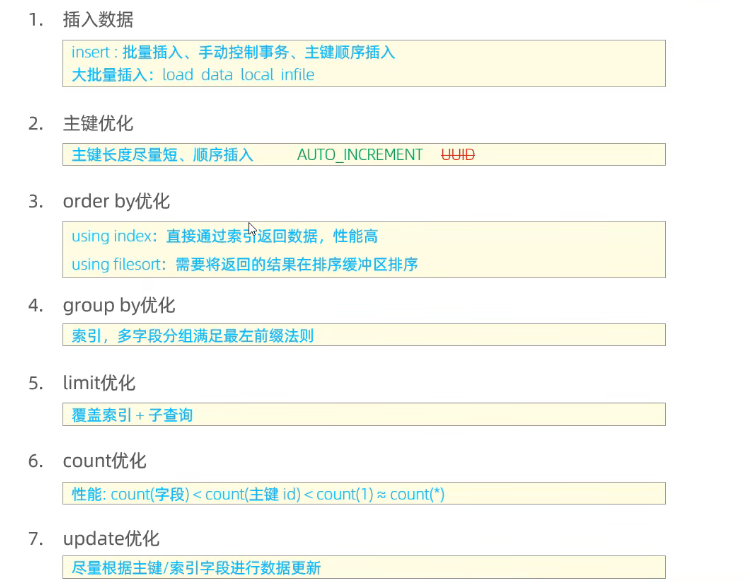 1. 插入数据
insert : 批量插入、手动控制事务、主键顺序插入
大批量插入：load data local infile
2. 主键优化
主键长度尽量短、顺序插入 AUTO_INCREMENT UUID
3. order by优化
using index：直接通过索引返回数据，性能高
using filesort：需要将返回的结果在排序缓冲区排序
4. group by优化
索引，多字段分组满足最左前缀法则
5. limit优化
覆盖索引 + 子查询
6. count优化
性能: count(字段) < count(主键 id) < count(1) ≈ count(*)
7. update优化
尽量根据主键/索引字段进行数据更新